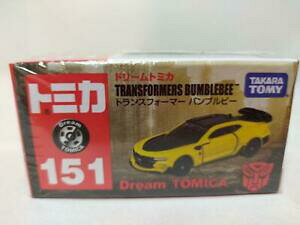 トミカ
Dream
TOMICA
151
ドリームトミカ
TRANSFORMERS BUMBLEBEE
トランスフォーマー バンブルビー
TAKARA
TOMY
Dream TOMICA